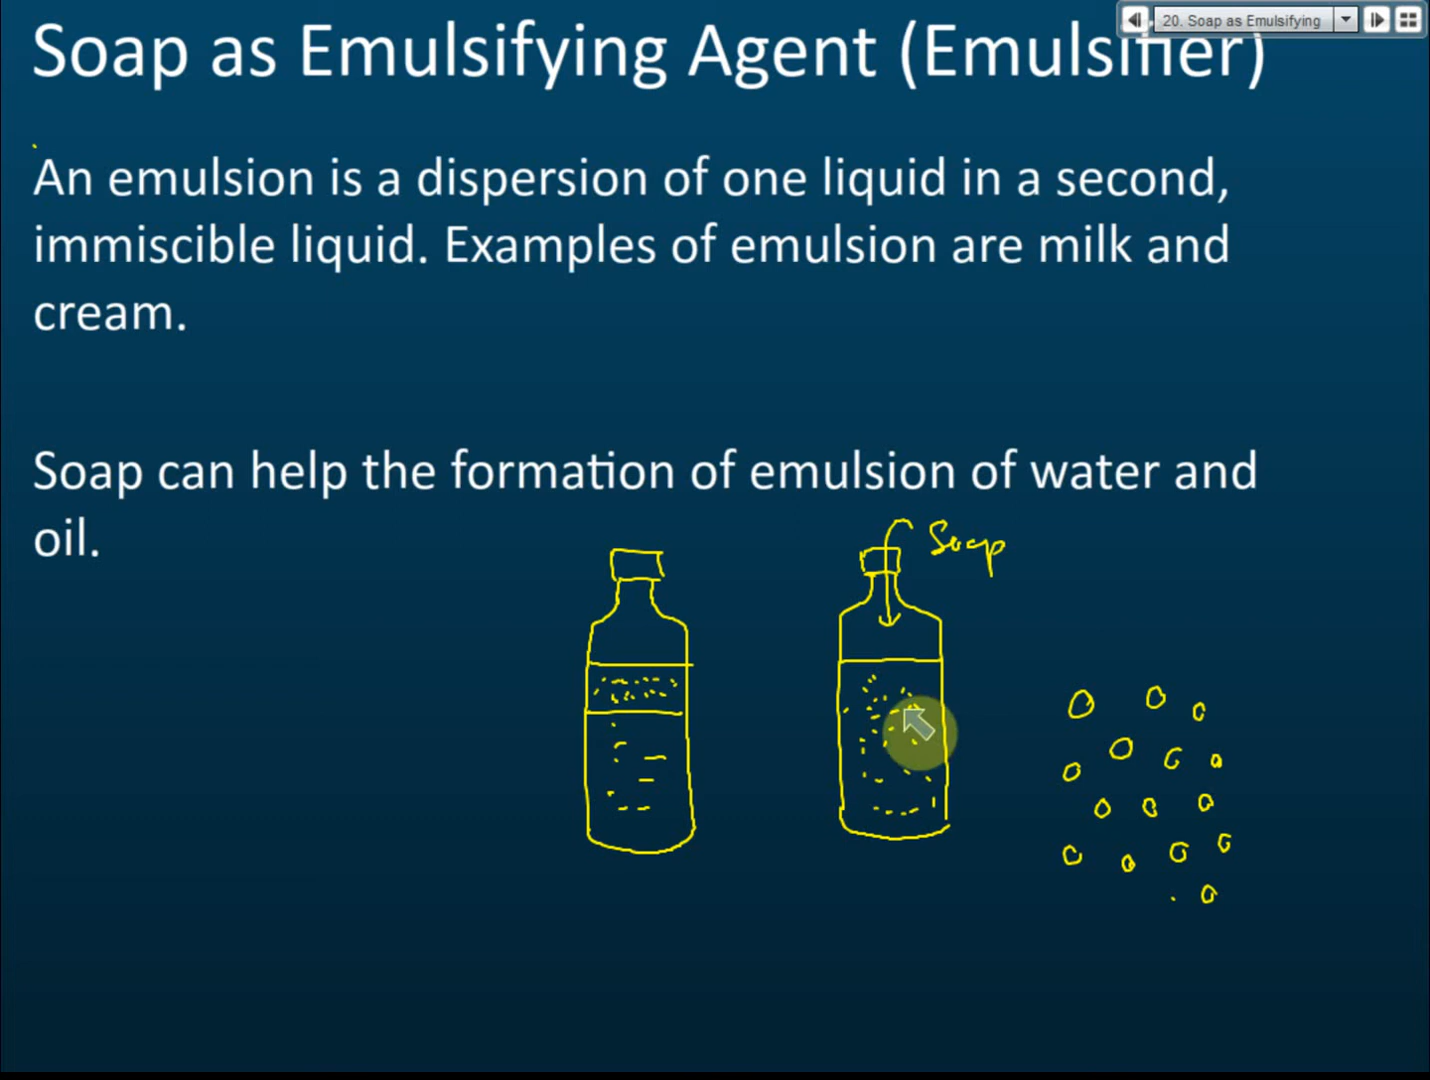 20. Soap as Emulsifying
Soap as Emulsifying Agent (Emulsifier)
An emulsion is a dispersion of one liquid in a second,
immiscible liquid. Examples of emulsion are milk and
cream.
Soap can help the formation of emulsion of water and
oil.
Soap